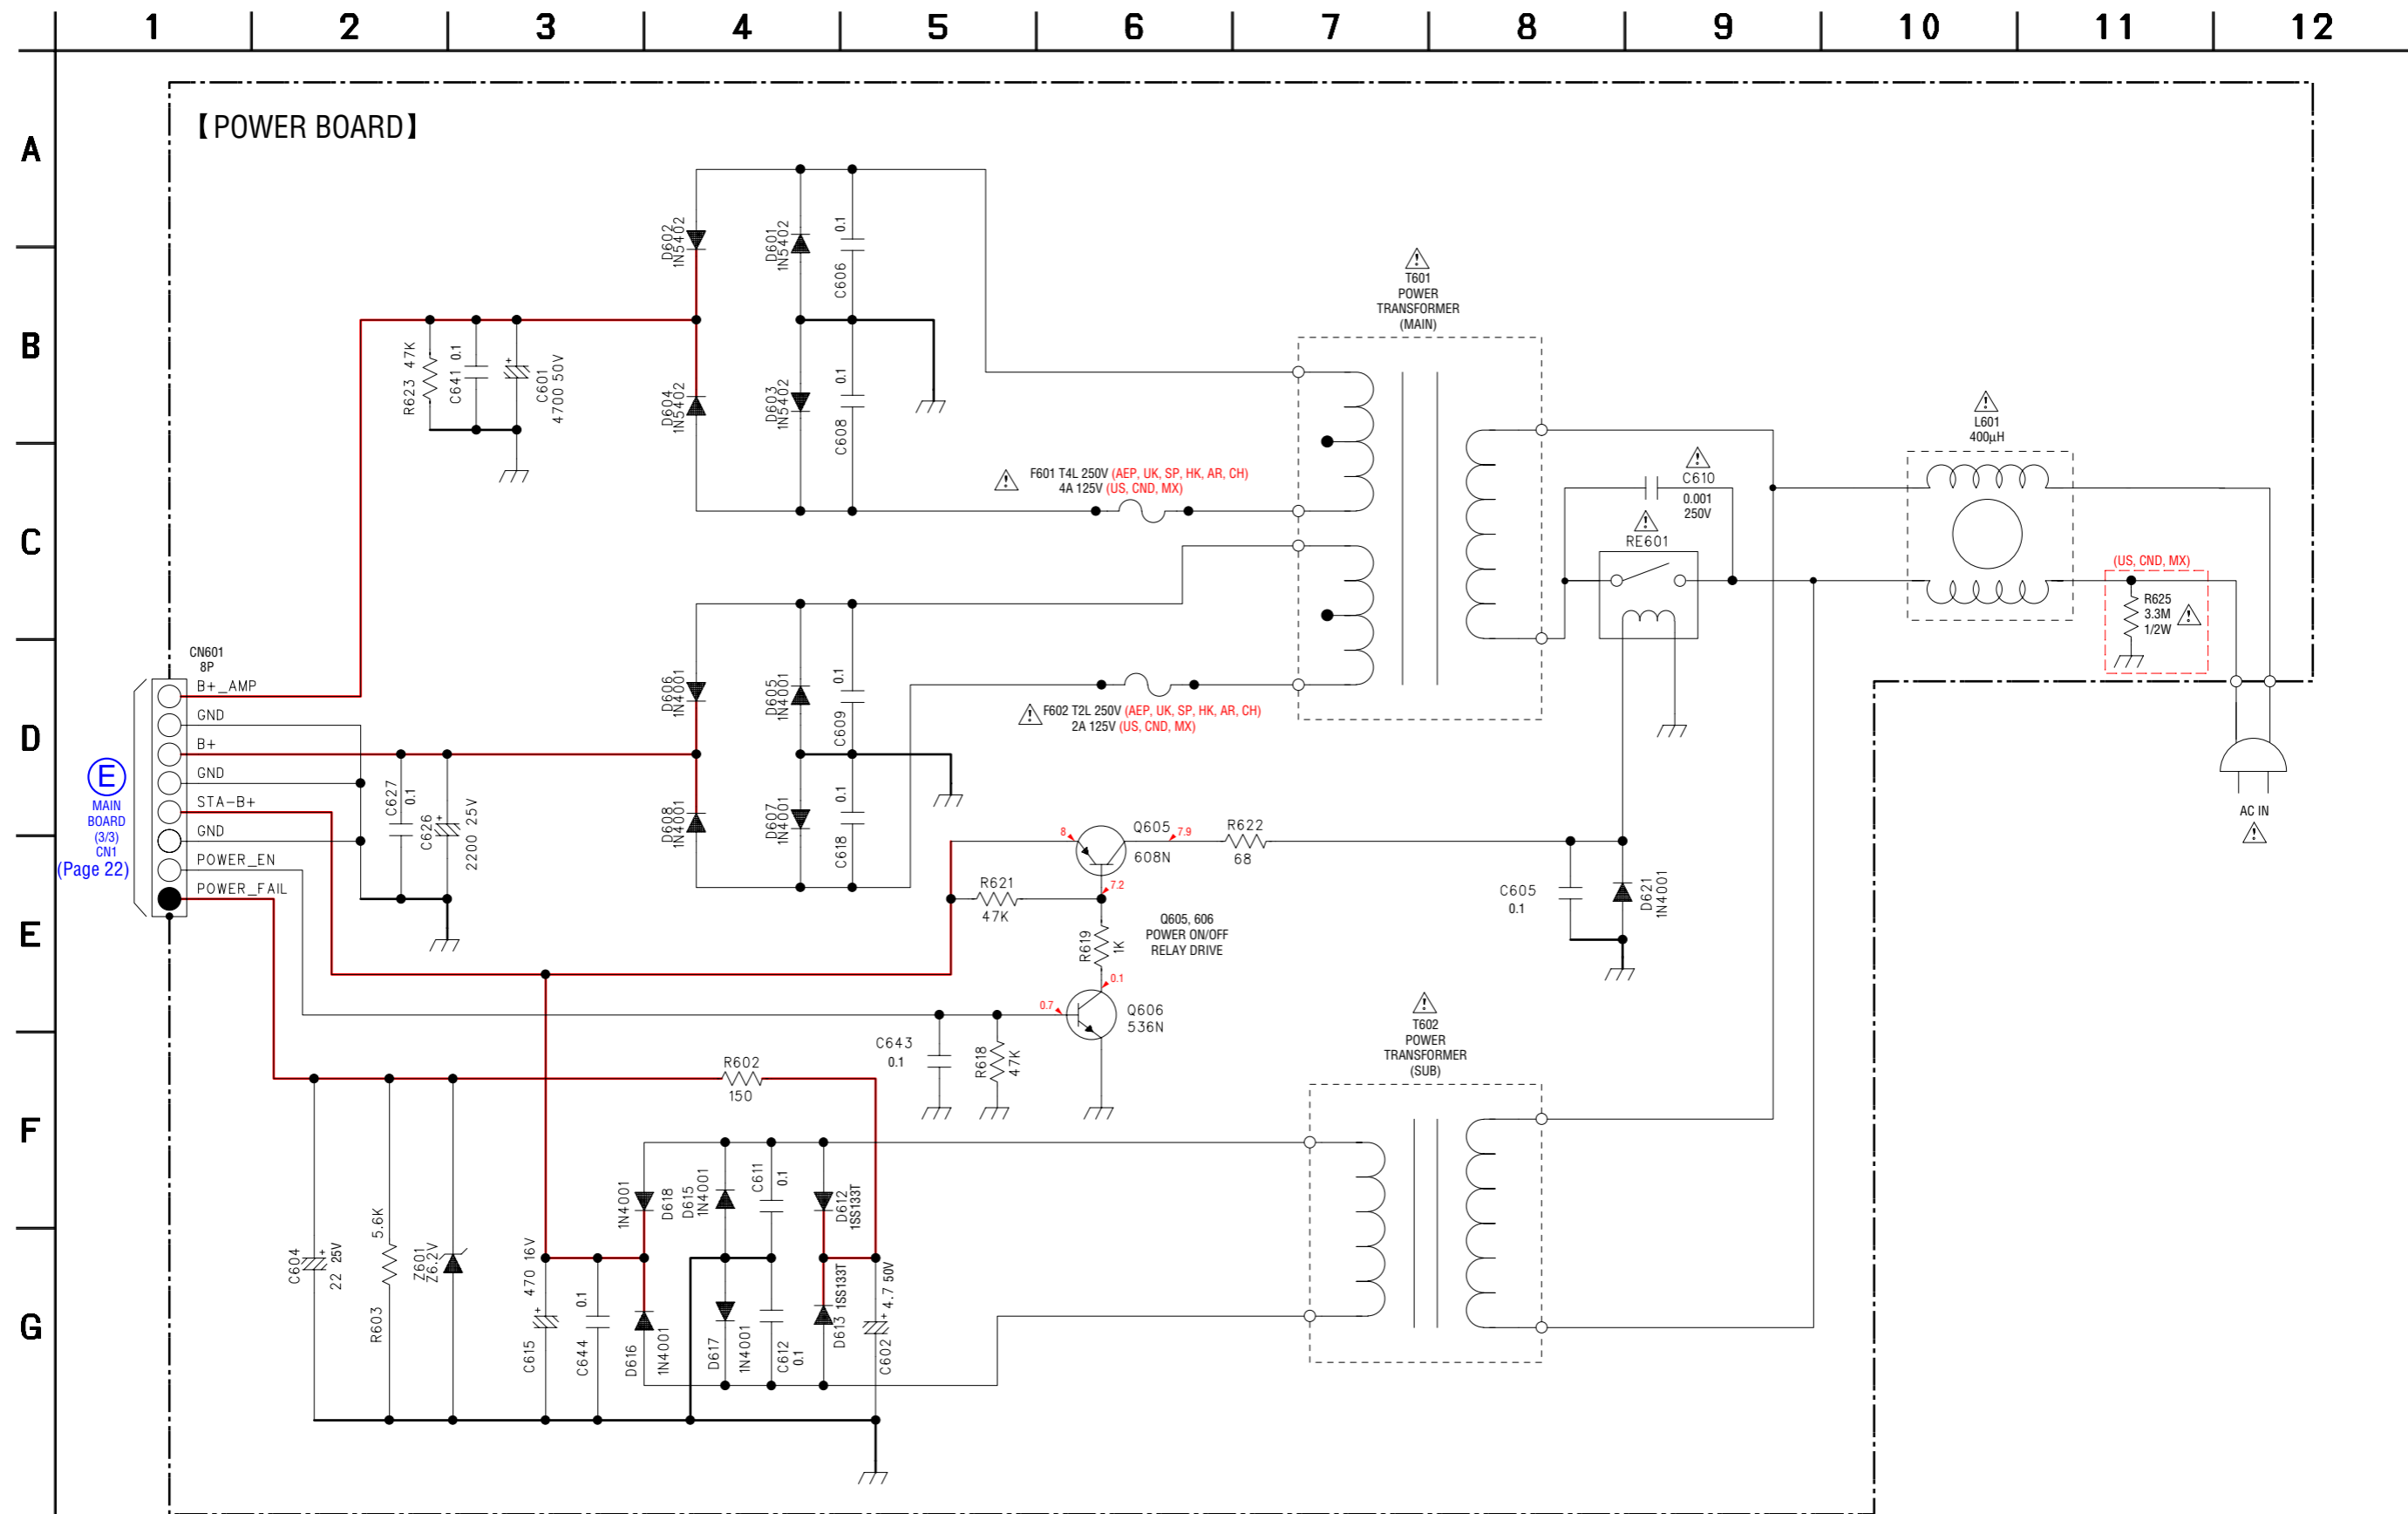 1 2 3 4 5 6 7 8 9 10 11 12
A
B
C
D
E
F
G
【POWER BOARD】
D602
1N5402
D601
1N5402
0.1
C606
R623 47K
C641 0.1
C601
4700 50V
D604
1N5402
D603
1N5402
0.1
C608
T601
POWER
TRANSFORMER
(MAIN)
F601 T4L 250V (AEP, UK, SP, HK, AR, CH)
4A 125V (US, CND, MX)
C610
0.001
250V
RE601
L601
400µH
(US, CND, MX)
R625
3.3M
1/2W
AC IN
CN601
8P
B+_AMP
GND
B+
GND
STA-B+
GND
POWER_EN
POWER_FAIL
E
MAIN
BOARD
(3/3)
CN1
(Page 22)
C627
0.1
C626
2200 25V
D606
1N4001
D605
1N4001
0.1
C609
D608
1N4001
D607
1N4001
0.1
C618
F602 T2L 250V (AEP, UK, SP, HK, AR, CH)
2A 125V (US, CND, MX)
8
Q605
608N
7.9
7.2
R622
68
R621
47K
R619
1K
Q605, 606
POWER ON/OFF
RELAY DRIVE
0.1
0.7
Q606
536N
C605
0.1
D621
1N4001
C643
0.1
R618
47K
R602
150
T602
POWER
TRANSFORMER
(SUB)
C604
22 25V
5.6K
R603
Z601
Z6.2V
470 16V
C615
0.1
C644
1N4001
D618
D615
1N4001
C611
0.1
D612
1SS133T
D616
1N4001
D617
1N4001
C612
0.1
D613 1SS133T
4.7 50V
C602